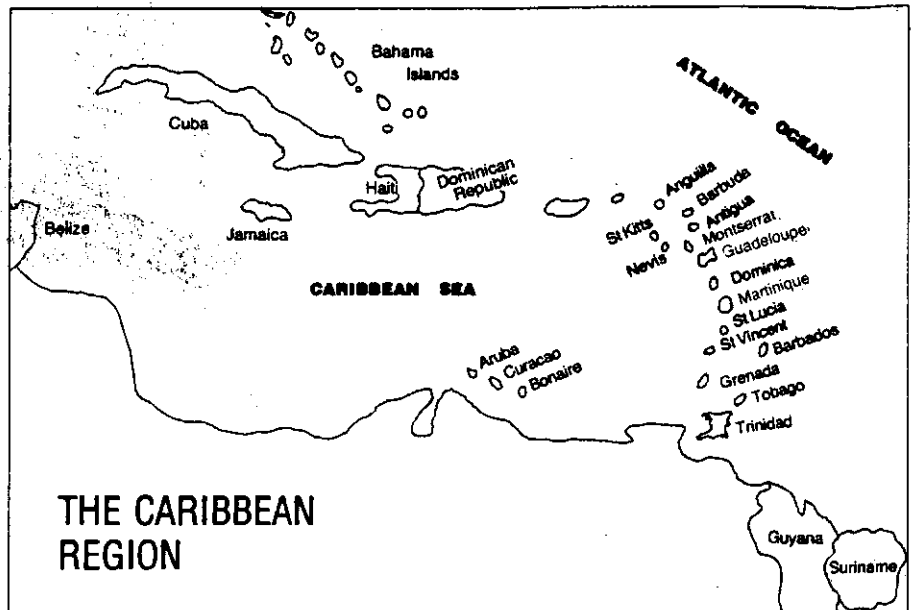 Bahama
Islands
ATLANTIC OCEAN
Cuba
Haiti
Dominican
Republic
Anguilla
Barbuda
Antigua
St Kitts
Montserrat
Nevis
Guadeloupe
Belize
Jamaica
CARIBBEAN SEA
Dominica
Martinique
St Lucia
St Vincent
Barbados
Aruba
Curacao
Bonaire
Grenada
Tobago
Trinidad
THE CARIBBEAN
REGION
Guyana
Suriname